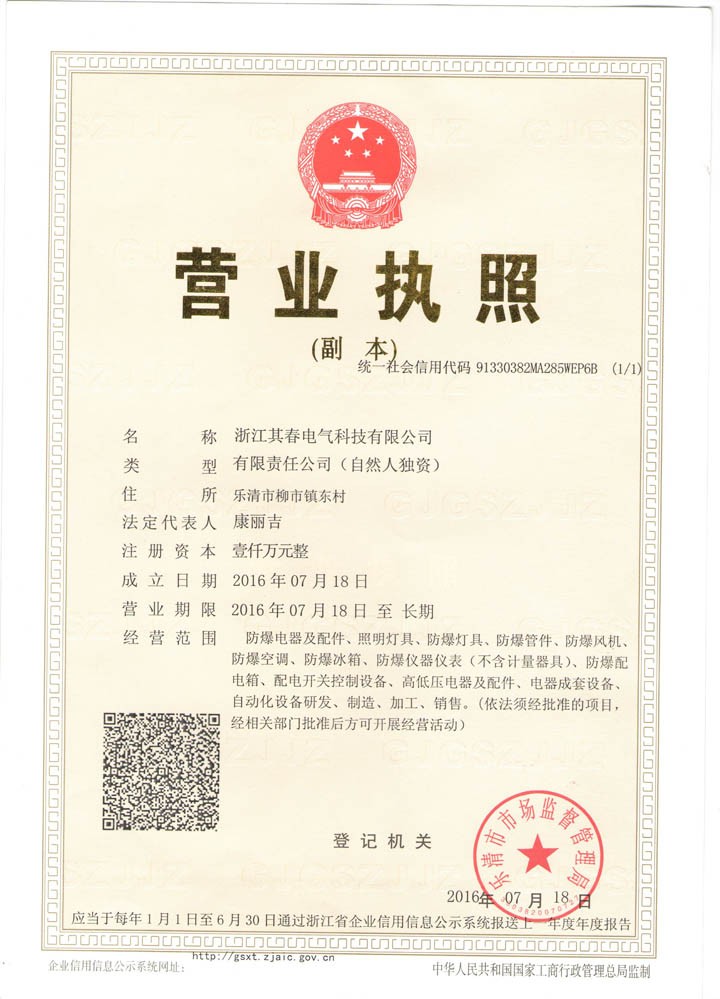 营业执照
(副 本)
统一社会信用代码 91330382MA285WEP6B (1/1)
名 称 浙江其春电气科技有限公司
类 型 有限责任公司（自然人独资）
住 所 乐清市柳市镇东村
法定代表人 康丽吉
注册资本 壹仟万元整
成立日期 2016年07月18日
营业期限 2016年07月18日至长期
经营范围 防爆电器及配件、照明灯具、防爆灯具、防爆管件、防爆风机、
防爆空调、防爆冰箱、防爆仪器仪表（不含计量器具）、防爆配
电箱、配电开关控制设备、高低压电器及配件、电器成套设备、
自动化设备研发、制造、加工、销售。(依法须经批准的项目，
经相关部门批准后方可开展经营活动）
登记机关
乐清市市场监督管理局
2016年 07月 18日
应当于每年1月1日至6月30日通过浙江省企业信用信息公示系统报送上一年度年度报告
企业信用信息公示系统网址： http://gsxt.zjaic.gov.cn
中华人民共和国国家工商行政管理总局监制